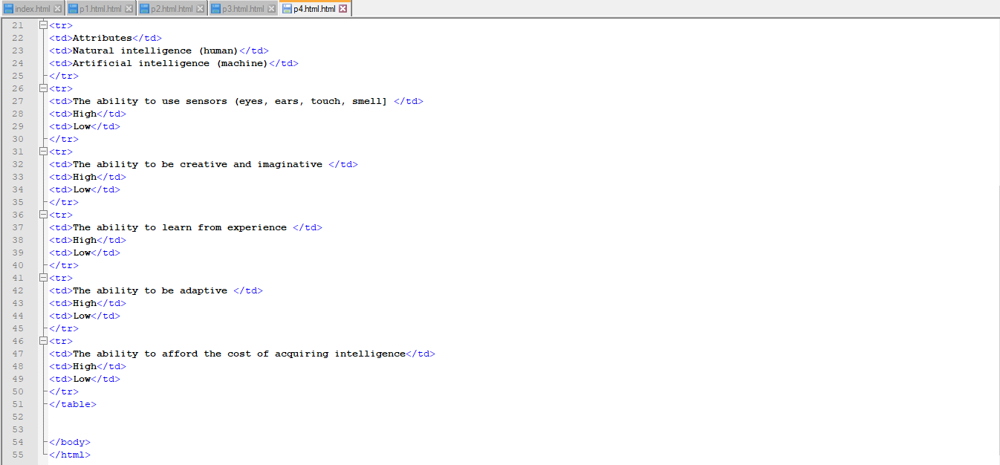 index.html p1.html.html p2.html.html p3.html.html p4.html.html
21 <tr>
22 <td>Attributes</td>
23 <td>Natural intelligence (human)</td>
24 <td>Artificial intelligence (machine)</td>
25 </tr>
26 <tr>
27 <td>The ability to use sensors (eyes, ears, touch, smell] </td>
28 <td>High</td>
29 <td>Low</td>
30 </tr>
31 <tr>
32 <td>The ability to be creative and imaginative </td>
33 <td>High</td>
34 <td>Low</td>
35 </tr>
36 <tr>
37 <td>The ability to learn from experience </td>
38 <td>High</td>
39 <td>Low</td>
40 </tr>
41 <tr>
42 <td>The ability to be adaptive </td>
43 <td>High</td>
44 <td>Low</td>
45 </tr>
46 <tr>
47 <td>The ability to afford the cost of acquiring intelligence</td>
48 <td>High</td>
49 <td>Low</td>
50 </tr>
51 </table>
52
53
54 </body>
55 </html>